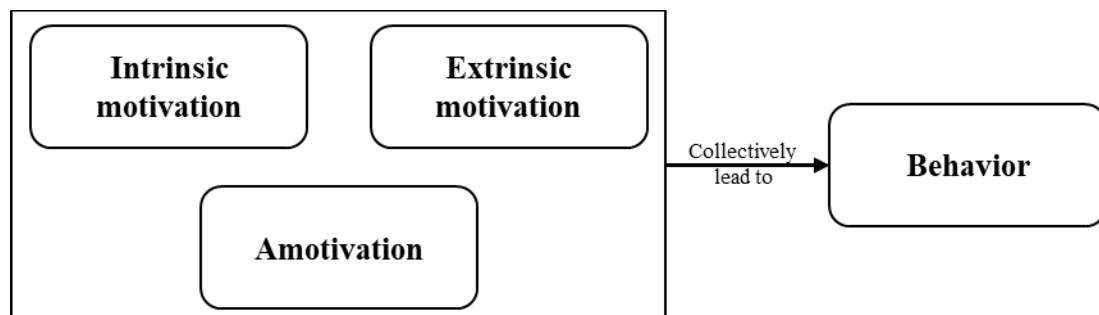 Intrinsic
motivation
Extrinsic
motivation
Amotivation
Collectively
lead to
Behavior